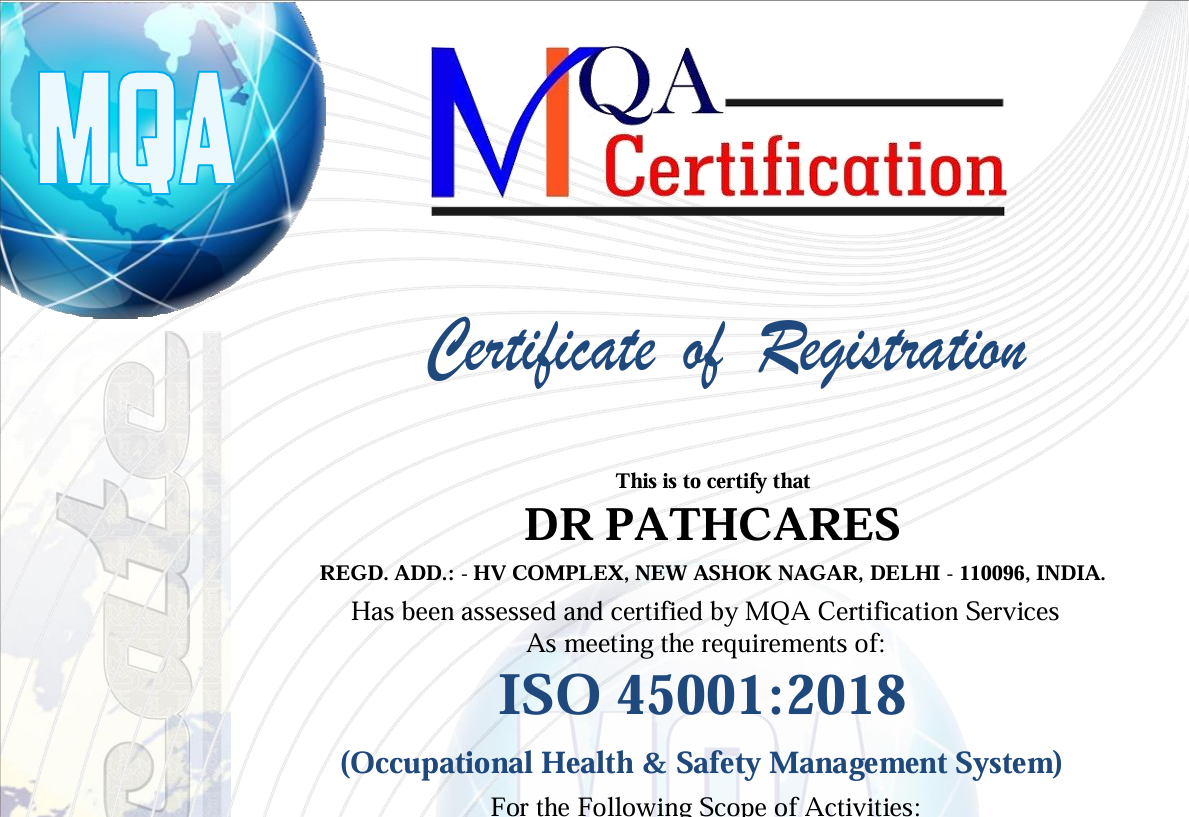 MQA
MQA
Certification
Certificate of Registration
This is to certify that
DR PATHCARES
REGD. ADD.: - HV COMPLEX, NEW ASHOK NAGAR, DELHI - 110096, INDIA.
Has been assessed and certified by MQA Certification Services
As meeting the requirements of:
ISO 45001:2018
(Occupational Health & Safety Management System)
For the Following Scope of Activities:
MQA